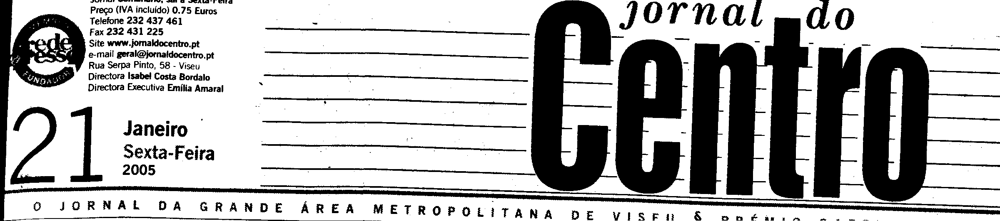 Jornal Semanário, sai à Sexta-Feira
Preço (IVA incluído) 0.75 Euros
Telefone 232 437 461
Fax 232 431 225
Site www.jornaldocentro.pt
e-mail geral@jornaldocentro.pt
Rua Serpa Pinto, 58 - Viseu
Directora Isabel Costa Bordalo
Directora Executiva Emília Amaral
rede
21 Janeiro
Sexta-Feira
2005
jornal do
Centro
O JORNAL DA GRANDE ÁREA METROPOLITANA DE VISEU & PRÉMIO